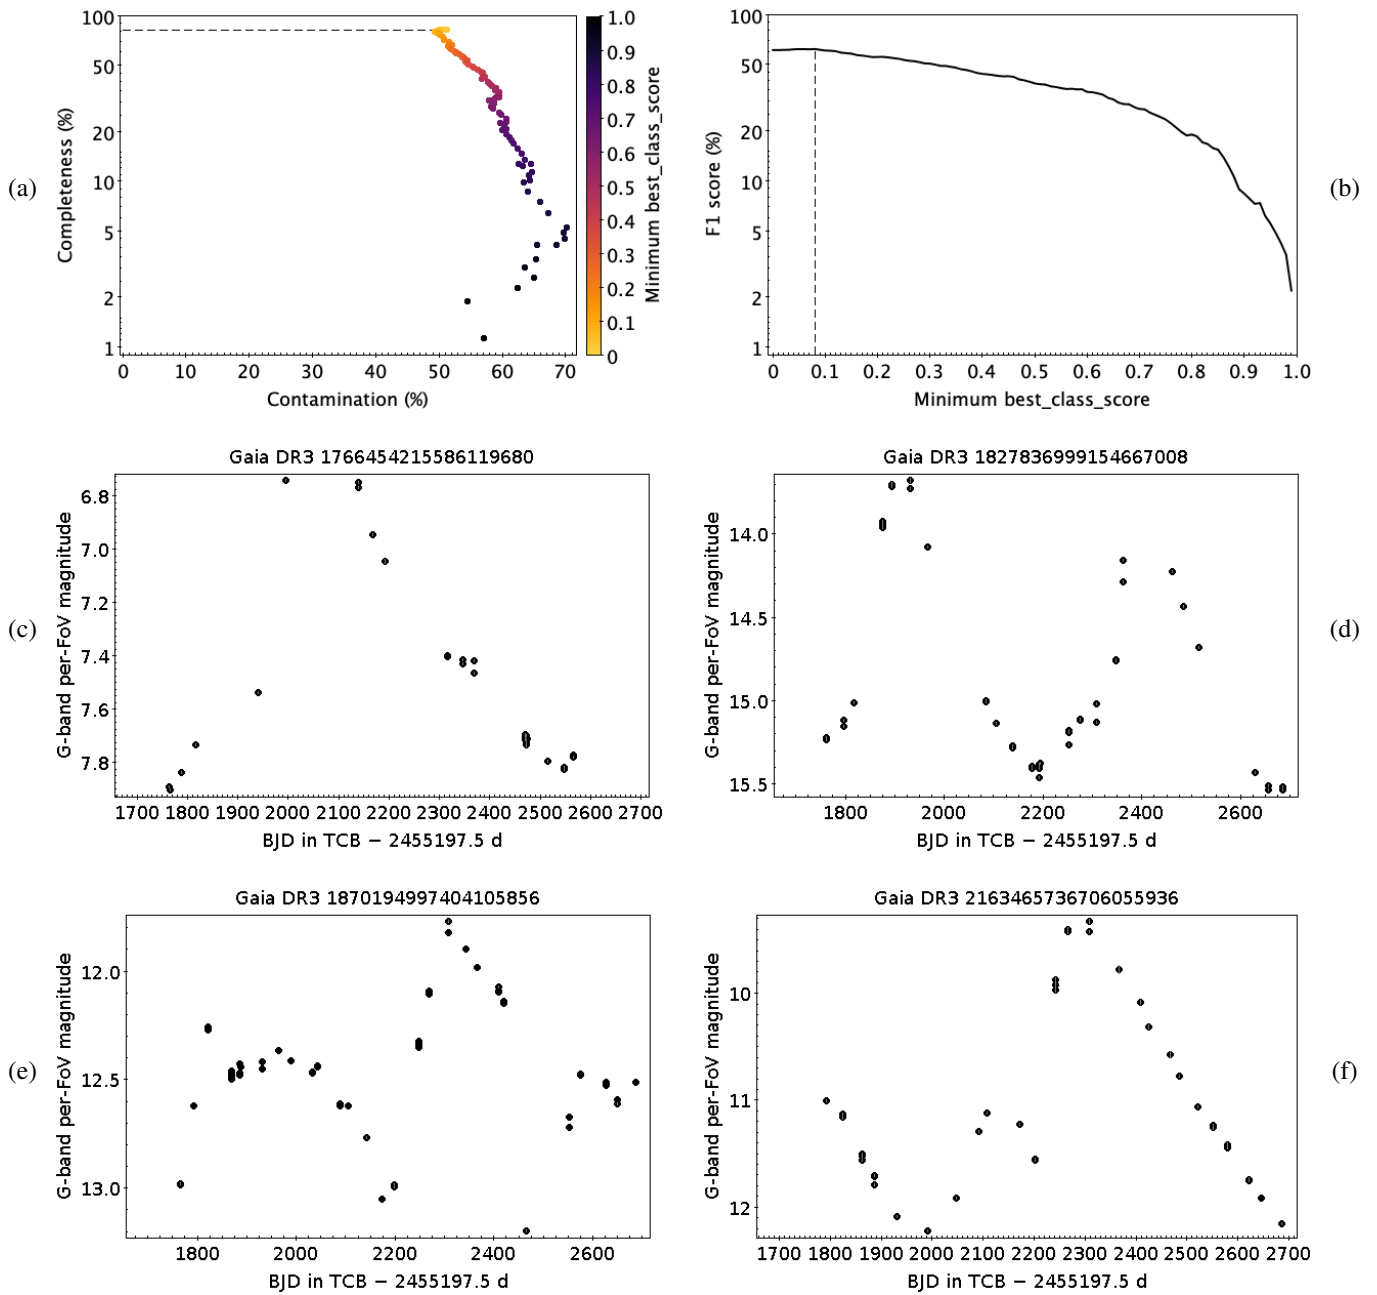 (a)
Completeness (%)
100
50
20
10
5
2
1
0 10 20 30 40 50 60 70
Contamination (%)
1.0
0.9
0.8
0.7
0.6
0.5
0.4
0.3
0.2
0.1
0
Minimum best_class_score
(b)
F1 score (%)
100
50
20
10
5
2
1
0 0.1 0.2 0.3 0.4 0.5 0.6 0.7 0.8 0.9 1.0
Minimum best_class_score
(c)
Gaia DR3 1766454215586119680
G-band per-FoV magnitude
6.8
7.0
7.2
7.4
7.6
7.8
1700 1800 1900 2000 2100 2200 2300 2400 2500 2600 2700
BJD in TCB − 2455197.5 d
(d)
Gaia DR3 1827836999154667008
G-band per-FoV magnitude
14.0
14.5
15.0
15.5
1800 2000 2200 2400 2600
BJD in TCB − 2455197.5 d
(e)
Gaia DR3 1870194997404105856
G-band per-FoV magnitude
12.0
12.5
13.0
1800 2000 2200 2400 2600
BJD in TCB − 2455197.5 d
(f)
Gaia DR3 2163465736706055936
G-band per-FoV magnitude
10
11
12
1700 1800 1900 2000 2100 2200 2300 2400 2500 2600 2700
BJD in TCB − 2455197.5 d